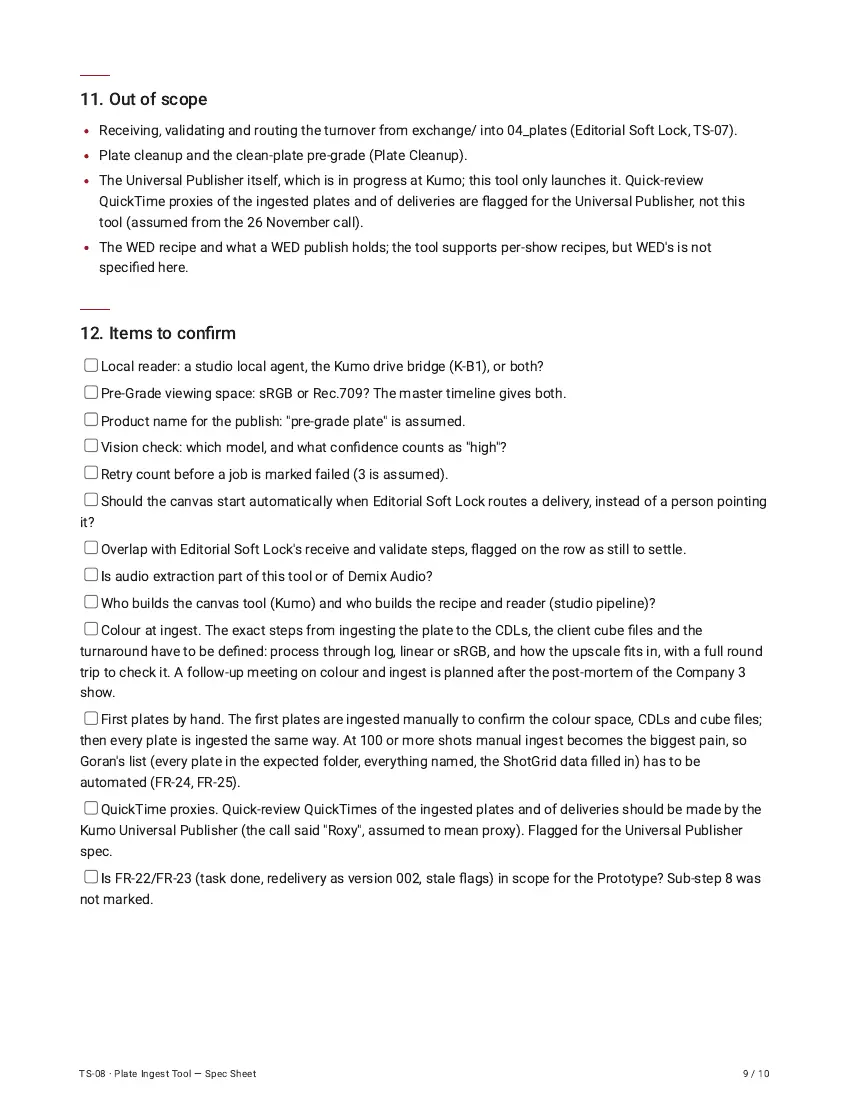 11. Out of scope
• Receiving, validating and routing the turnover from exchange/ into 04_plates (Editorial Soft Lock, TS-07).
• Plate cleanup and the clean-plate pre-grade (Plate Cleanup).
• The Universal Publisher itself, which is in progress at Kumo; this tool only launches it. Quick-review
QuickTime proxies of the ingested plates and of deliveries are flagged for the Universal Publisher, not this
tool (assumed from the 26 November call).
• The WED recipe and what a WED publish holds; the tool supports per-show recipes, but WED's is not
specified here.
12. Items to confirm
Local reader: a studio local agent, the Kumo drive bridge (K-B1), or both?
Pre-Grade viewing space: sRGB or Rec.709? The master timeline gives both.
Product name for the publish: "pre-grade plate" is assumed.
Vision check: which model, and what confidence counts as "high"?
Retry count before a job is marked failed (3 is assumed).
Should the canvas start automatically when Editorial Soft Lock routes a delivery, instead of a person pointing
it?
Overlap with Editorial Soft Lock's receive and validate steps, flagged on the row as still to settle.
Is audio extraction part of this tool or of Demix Audio?
Who builds the canvas tool (Kumo) and who builds the recipe and reader (studio pipeline)?
Colour at ingest. The exact steps from ingesting the plate to the CDLs, the client cube files and the
turnaround have to be defined: process through log, linear or sRGB, and how the upscale fits in, with a full round
trip to check it. A follow-up meeting on colour and ingest is planned after the post-mortem of the Company 3
show.
First plates by hand. The first plates are ingested manually to confirm the colour space, CDLs and cube files;
then every plate is ingested the same way. At 100 or more shots manual ingest becomes the biggest pain, so
Goran's list (every plate in the expected folder, everything named, the ShotGrid data filled in) has to be
automated (FR-24, FR-25).
QuickTime proxies. Quick-review QuickTimes of the ingested plates and of deliveries should be made by the
Kumo Universal Publisher (the call said "Roxy", assumed to mean proxy). Flagged for the Universal Publisher
spec.
Is FR-22/FR-23 (task done, redelivery as version 002, stale flags) in scope for the Prototype? Sub-step 8 was
not marked.
TS-08 · Plate Ingest Tool — Spec Sheet
9 / 10